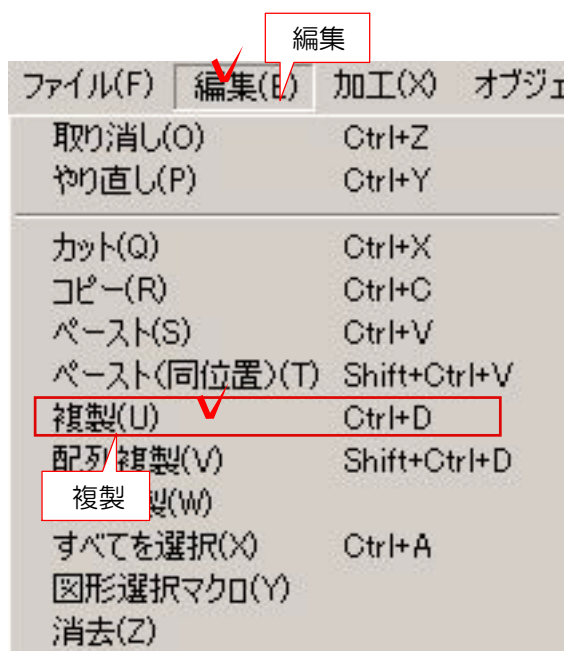 編集
ファイル(F) 編集(E) 加工(X) オブジェ
取り消し(O) Ctrl+Z
やり直し(P) Ctrl+Y
カット(Q) Ctrl+X
コピー(R) Ctrl+C
ペースト(S) Ctrl+V
ペースト(同位置)(T) Shift+Ctrl+V
複製(U) Ctrl+D
配列複製(V) Shift+Ctrl+D
複製
製(W)
すべてを選択(X) Ctrl+A
図形選択マクロ(Y)
消去(Z)